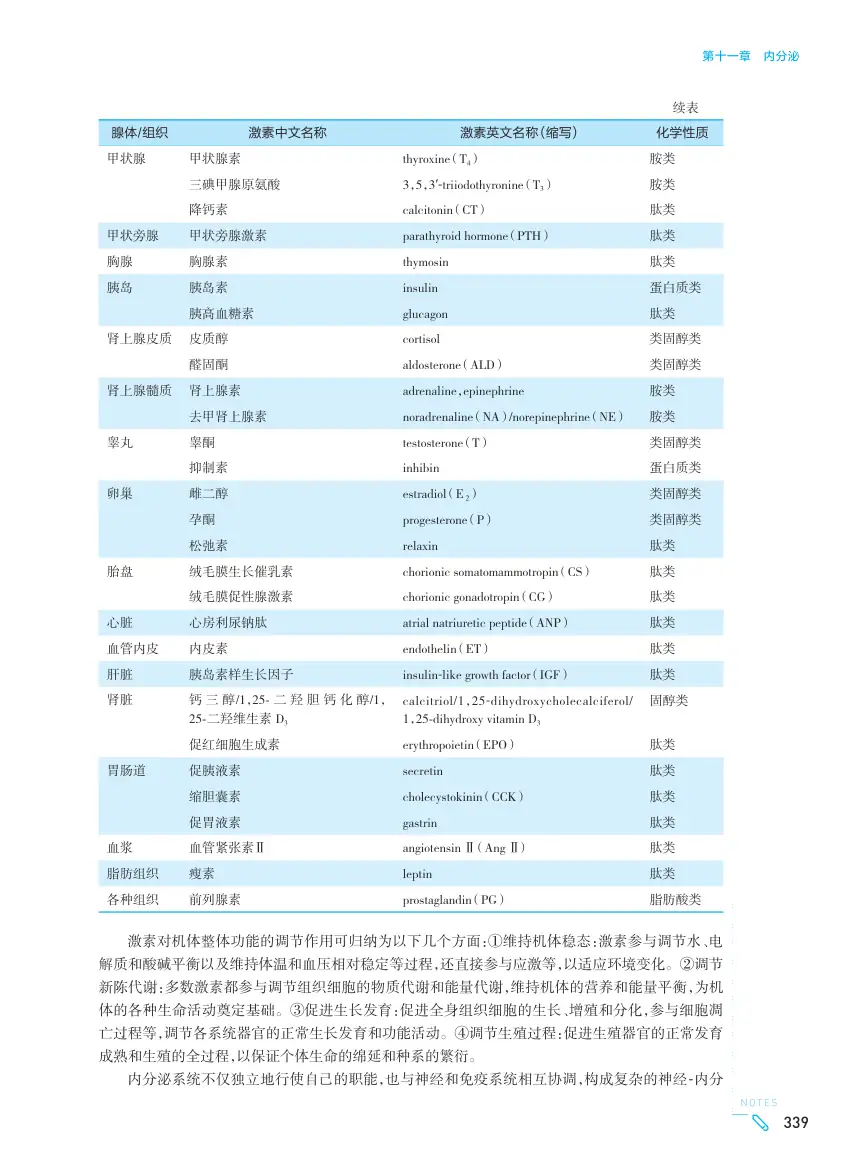 第十一章 内分泌
续表
腺体/组织 激素中文名称 激素英文名称(缩写) 化学性质
甲状腺 甲状腺素 thyroxine(T₄) 胺类
三碘甲腺原氨酸 3,5,3′-triiodothyronine(T₃) 胺类
降钙素 calcitonin(CT) 肽类
甲状旁腺 甲状旁腺激素 parathyroid hormone(PTH) 肽类
胸腺 胸腺素 thymosin 肽类
胰岛 胰岛素 insulin 蛋白质类
胰高血糖素 glucagon 肽类
肾上腺皮质 皮质醇 cortisol 类固醇类
醛固酮 aldosterone(ALD) 类固醇类
肾上腺髓质 肾上腺素 adrenaline,epinephrine 胺类
去甲肾上腺素 noradrenaline(NA)/norepinephrine(NE) 胺类
睾丸 睾酮 testosterone(T) 类固醇类
抑制素 inhibin 蛋白质类
卵巢 雌二醇 estradiol(E₂) 类固醇类
孕酮 progesterone(P) 类固醇类
松弛素 relaxin 肽类
胎盘 绒毛膜生长催乳素 chorionic somatomammotropin(CS) 肽类
绒毛膜促性腺激素 chorionic gonadotropin(CG) 肽类
心脏 心房利尿钠肽 atrial natriuretic peptide(ANP) 肽类
血管内皮 内皮素 endothelin(ET) 肽类
肝脏 胰岛素样生长因子 insulin-like growth factor(IGF) 肽类
肾脏 钙三醇/1,25-二羟胆钙化醇/1, calcitriol/1,25-dihydroxycholecalciferol/ 固醇类
25-二羟维生素 D₃ 1,25-dihydroxy vitamin D₃
促红细胞生成素 erythropoietin(EPO) 肽类
胃肠道 促胰液素 secretin 肽类
缩胆囊素 cholecystokinin(CCK) 肽类
促胃液素 gastrin 肽类
血浆 血管紧张素Ⅱ angiotensin Ⅱ(Ang Ⅱ) 肽类
脂肪组织 瘦素 leptin 肽类
各种组织 前列腺素 prostaglandin(PG) 脂肪酸类
激素对机体整体功能的调节作用可归纳为以下几个方面:①维持机体稳态:激素参与调节水、电
解质和酸碱平衡以及维持体温和血压相对稳定等过程,还直接参与应激等,以适应环境变化。②调节
新陈代谢:多数激素都参与调节组织细胞的物质代谢和能量代谢,维持机体的营养和能量平衡,为机
体的各种生命活动奠定基础。③促进生长发育:促进全身组织细胞的生长、增殖和分化,参与细胞凋
亡过程等,调节各系统器官的正常生长发育和功能活动。④调节生殖过程:促进生殖器官的正常发育
成熟和生殖的全过程,以保证个体生命的绵延和种系的繁衍。
内分泌系统不仅独立地行使自己的职能,也与神经和免疫系统相互协调,构成复杂的神经-内分
NOTES
339